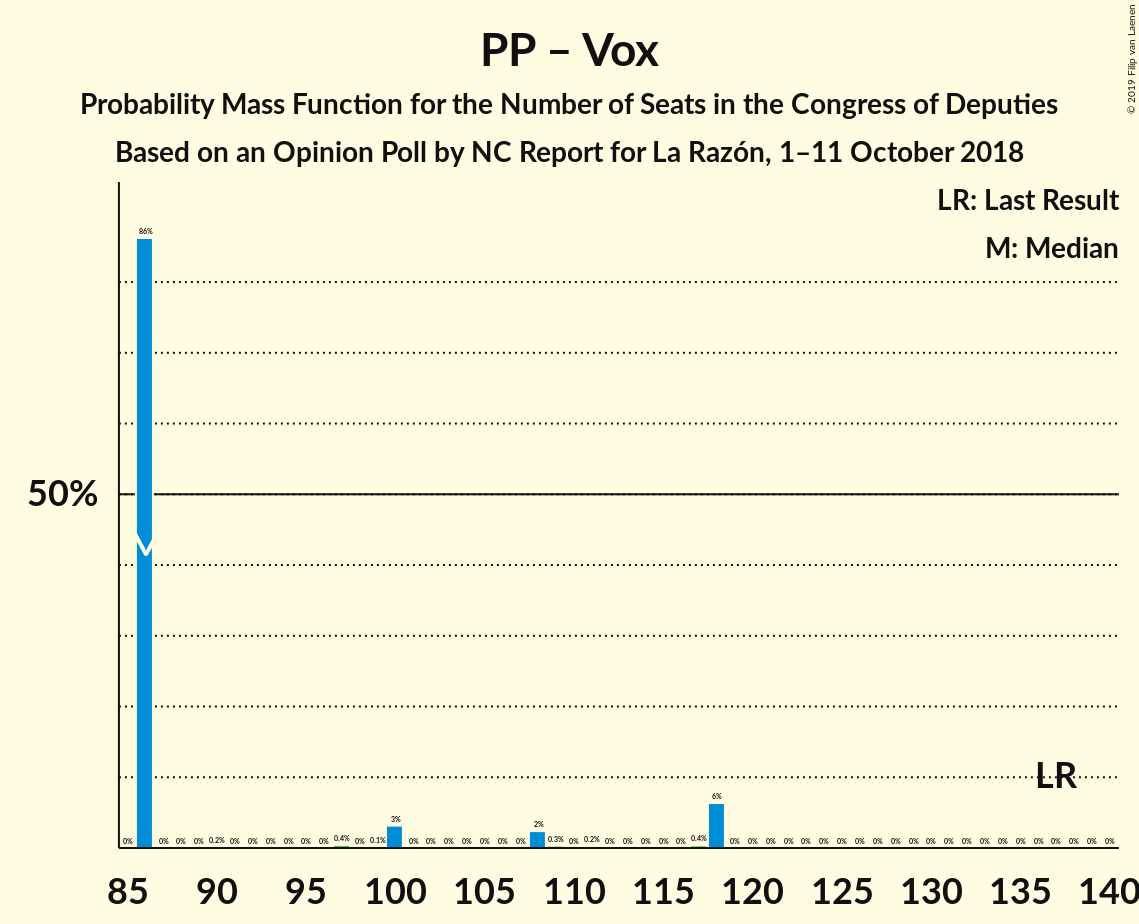 PP – Vox
Probability Mass Function for the Number of Seats in the Congress of Deputies
Based on an Opinion Poll by NC Report for La Razón, 1–11 October 2018
© 2019 Filip van Laenen
LR: Last Result
M: Median
86%
50%
LR
0% 0% 0% 0% 0.2% 0% 0% 0% 0% 0% 0% 0.4% 0% 0.1% 3% 0% 0% 0% 0% 0% 0% 0% 2% 0.3% 0% 0.2% 0% 0% 0% 0% 0% 0.4% 6% 0% 0% 0% 0% 0% 0% 0% 0% 0% 0% 0% 0% 0% 0% 0% 0% 0% 0% 0% 0% 0% 0%
85 90 95 100 105 110 115 120 125 130 135 140